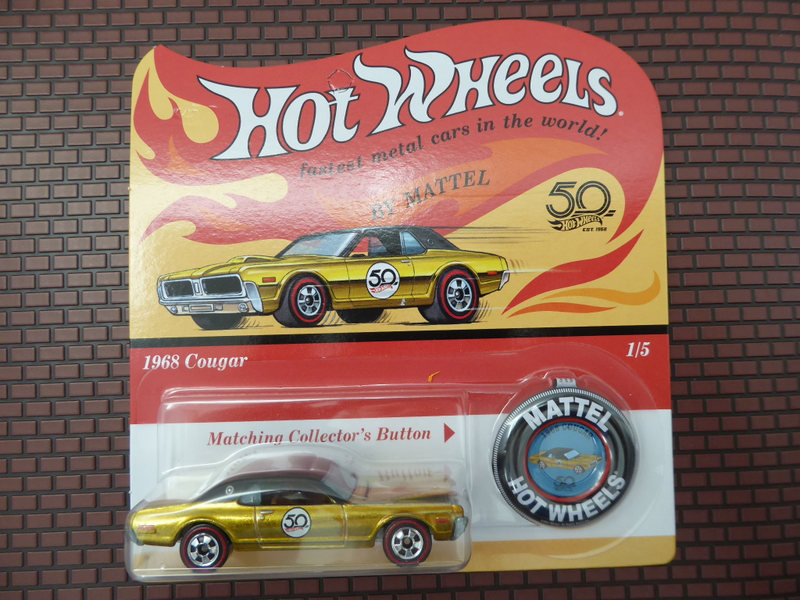 Hot Wheels®
fastest metal cars in the world!
BY MATTEL
50
Hot Wheels
EST. 1968
50
1968 Cougar
1/5
Matching Collector's Button
MATTEL
HOT WHEELS
50